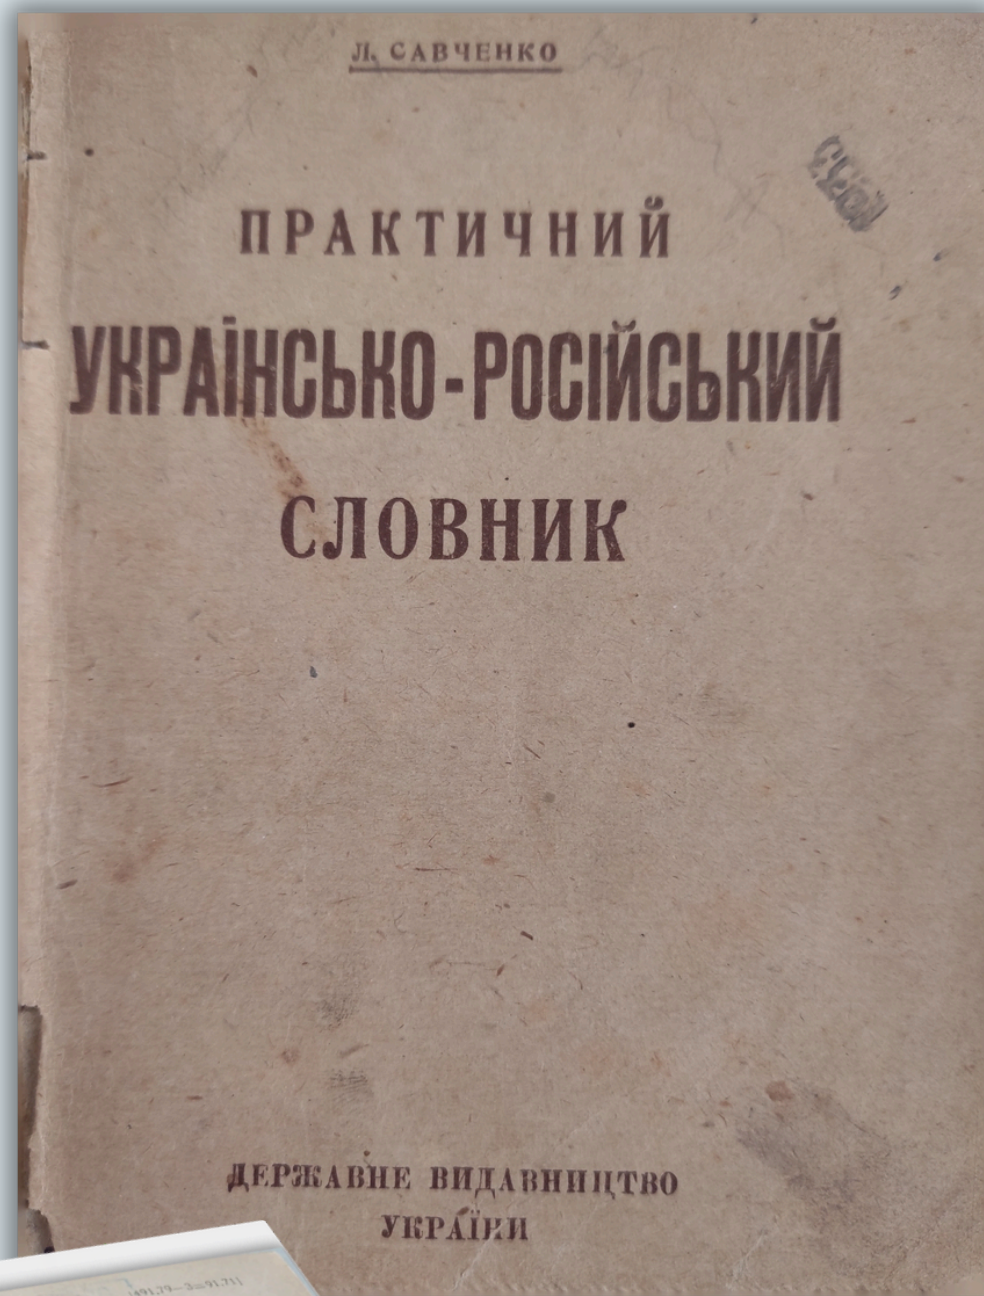 Л. САВЧЕНКО
ПРАКТИЧНИЙ
УКРАЇНСЬКО-РОСІЙСЬКИЙ
СЛОВНИК
ДЕРЖАВНЕ ВИДАВНИЦТВО
УКРАЇНИ